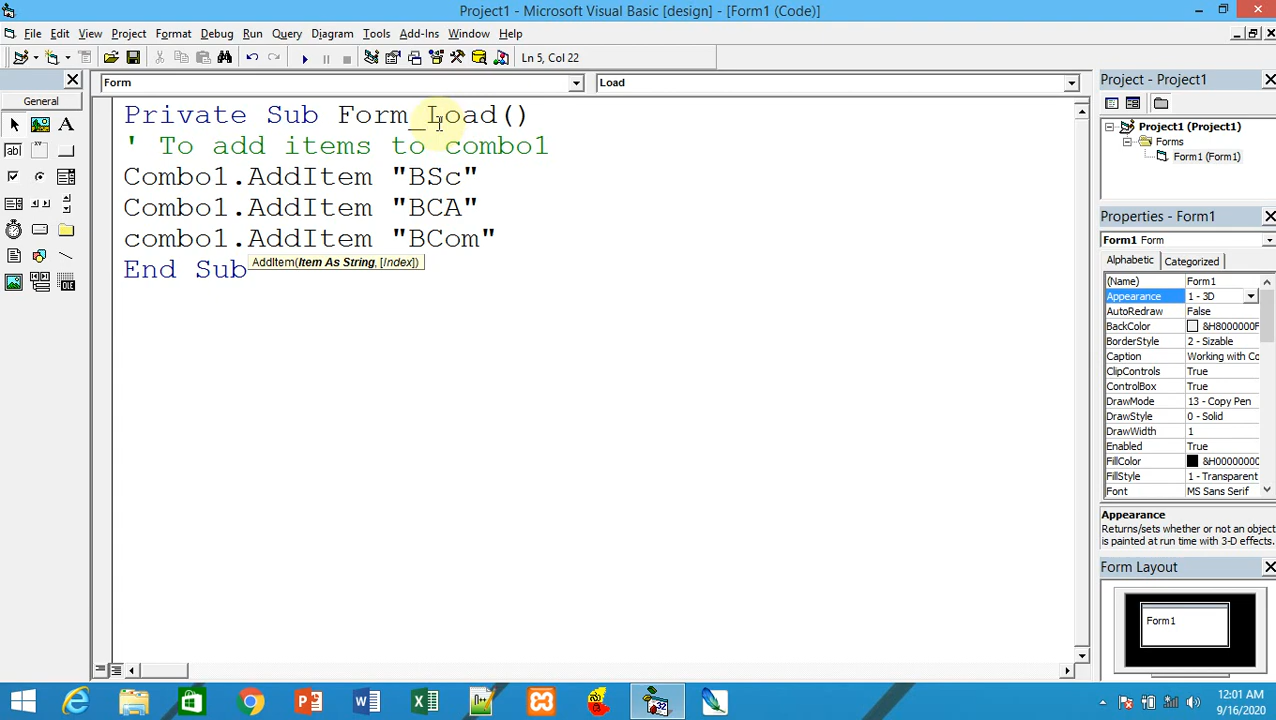 Project1 - Microsoft Visual Basic [design] - [Form1 (Code)]
File Edit View Project Format Debug Run Query Diagram Tools Add-Ins Window Help
Ln 5, Col 22
General
Form Load
Private Sub Form_Load()
' To add items to combo1
Combo1.AddItem "BSc"
Combo1.AddItem "BCA"
combo1.AddItem "BCom"
AddItem(Item As String, [Index])
End Sub
Project - Project1
Project1 (Project1)
Forms
Form1 (Form1)
Properties - Form1
Form1 Form
Alphabetic Categorized
(Name) Form1
Appearance 1 - 3D
AutoRedraw False
BackColor &H8000000F
BorderStyle 2 - Sizable
Caption Working with Co
ClipControls True
ControlBox True
DrawMode 13 - Copy Pen
DrawStyle 0 - Solid
DrawWidth 1
Enabled True
FillColor &H0000000
FillStyle 1 - Transparent
Font MS Sans Serif
Appearance
Returns/sets whether or not an object
is painted at run time with 3-D effects.
Form Layout
Form1
12:01 AM
9/16/2020